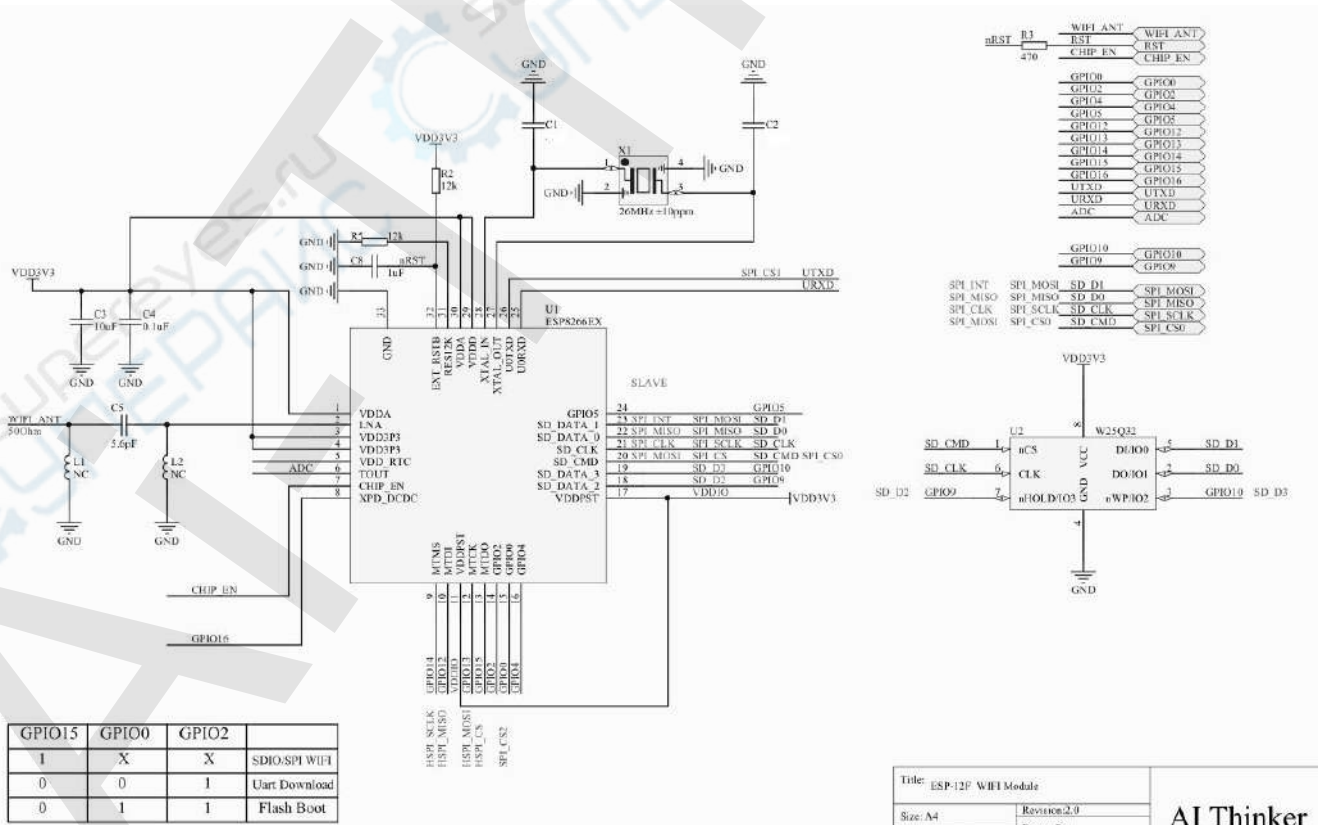 WIFI_ANT WIFI_ANT
nRST R3 RST RST
470 CHIP_EN CHIP_EN
GPIO0 GPIO0
GPIO2 GPIO2
GPIO4 GPIO4
GPIO5 GPIO5
GPIO12 GPIO12
GPIO13 GPIO13
GPIO14 GPIO14
GPIO15 GPIO15
GPIO16 GPIO16
UTXD UTXD
URXD URXD
ADC ADC
GPIO10 GPIO10
GPIO9 GPIO9
SPI_INT SPI_MOSI SD_D1 SPI_MOSI
SPI_MISO SPI_MISO SD_D0 SPI_MISO
SPI_CLK SPI_SCLK SD_CLK SPI_SCLK
SPI_MOSI SPI_CS0 SD_CMD SPI_CS0
GND GND
C1 C2
VDD3V3
R2
12k
X1
1 4 GND
GND 2 3
26MHz±10ppm
GND R5 12k
GND C8 nRST
1uF
GND
VDD3V3
C3
10uF
C4
0.1uF
GND GND
SPI_CS1 UTXD
URXD
33 32 31 30 29 28 27 26 25
U1
ESP8266EX
GND EXT_RSTB RES12K VDDA VDDD XTAL_IN XTAL_OUT U0TXD U0RXD
SLAVE
WIFI_ANT
50Ohm
C5
5.6pF
L1
NC
L2
NC
GND GND
1 VDDA
2 LNA
3 VDD3P3
4 VDD3P3
5 VDD_RTC
ADC 6 TOUT
7 CHIP_EN
8 XPD_DCDC
GPIO5 24 GPIO5
SD_DATA_1 23 SPI_INT SPI_MOSI SD_D1
SD_DATA_0 22 SPI_MISO SPI_MISO SD_D0
SD_CLK 21 SPI_CLK SPI_SCLK SD_CLK
SD_CMD 20 SPI_MOSI SPI_CS SD_CMD SPI_CS0
SD_DATA_3 19 SD_D3 GPIO10
SD_DATA_2 18 SD_D2 GPIO9
VDDPST 17 VDDIO VDD3V3
CHIP_EN
GPIO16
MTMS MTDI VDDPST MTCK MTDO GPIO2 GPIO0 GPIO4
9 10 11 12 13 14 15 16
GPIO14 GPIO12 VDDIO GPIO13 GPIO15 GPIO2 GPIO0 GPIO4
HSPI_SCLK HSPI_MISO HSPI_MOSI HSPI_CS SPI_CS2
VDD3V3
8
U2 W25Q32
SD_CMD 1 nCS VCC DI/IO0 5 SD_D1
SD_CLK 6 CLK DO/IO1 2 SD_D0
SD_D2 GPIO9 7 nHOLD/IO3 GND nWP/IO2 3 GPIO10 SD_D3
4
GND
GPIO15 GPIO0 GPIO2
1 X X SDIO/SPI WIFI
0 0 1 Uart Download
0 1 1 Flash Boot
Title: ESP-12F WIFI Module
Size: A4 Revision:2.0
AI Thinker